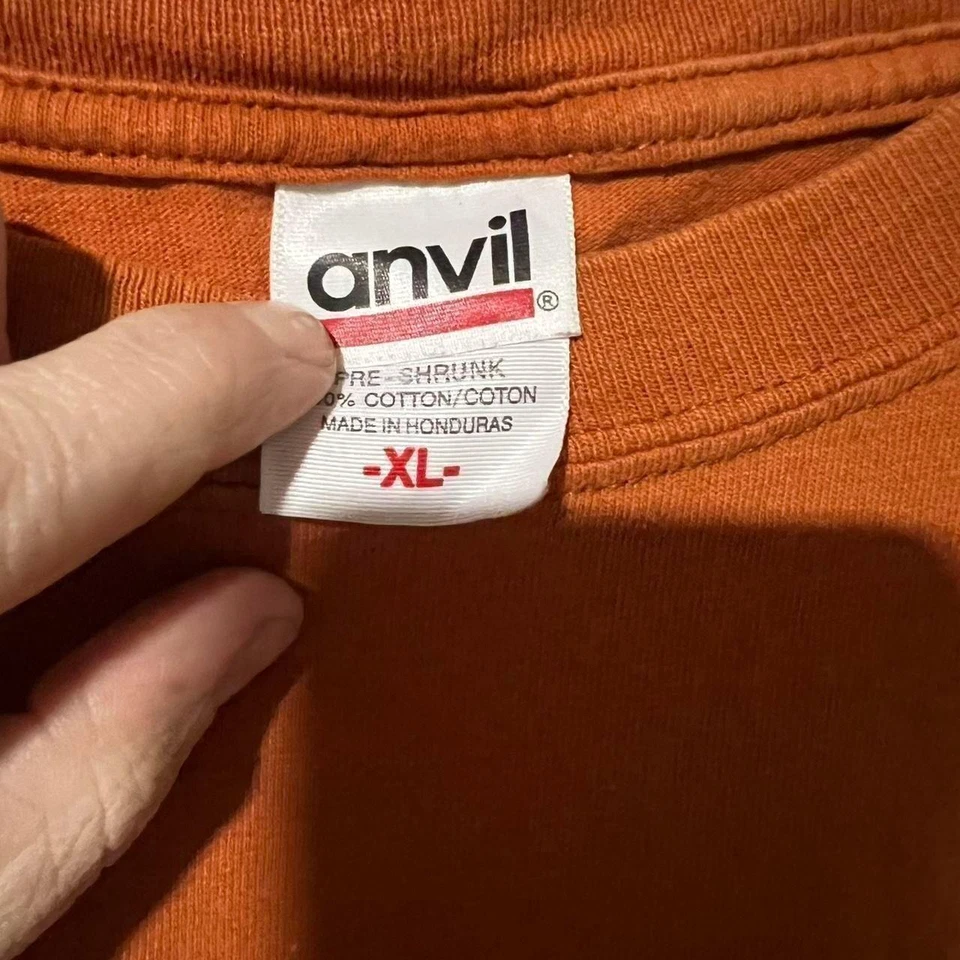 anvil®
PRE-SHRUNK
0% COTTON/COTON
MADE IN HONDURAS
-XL-